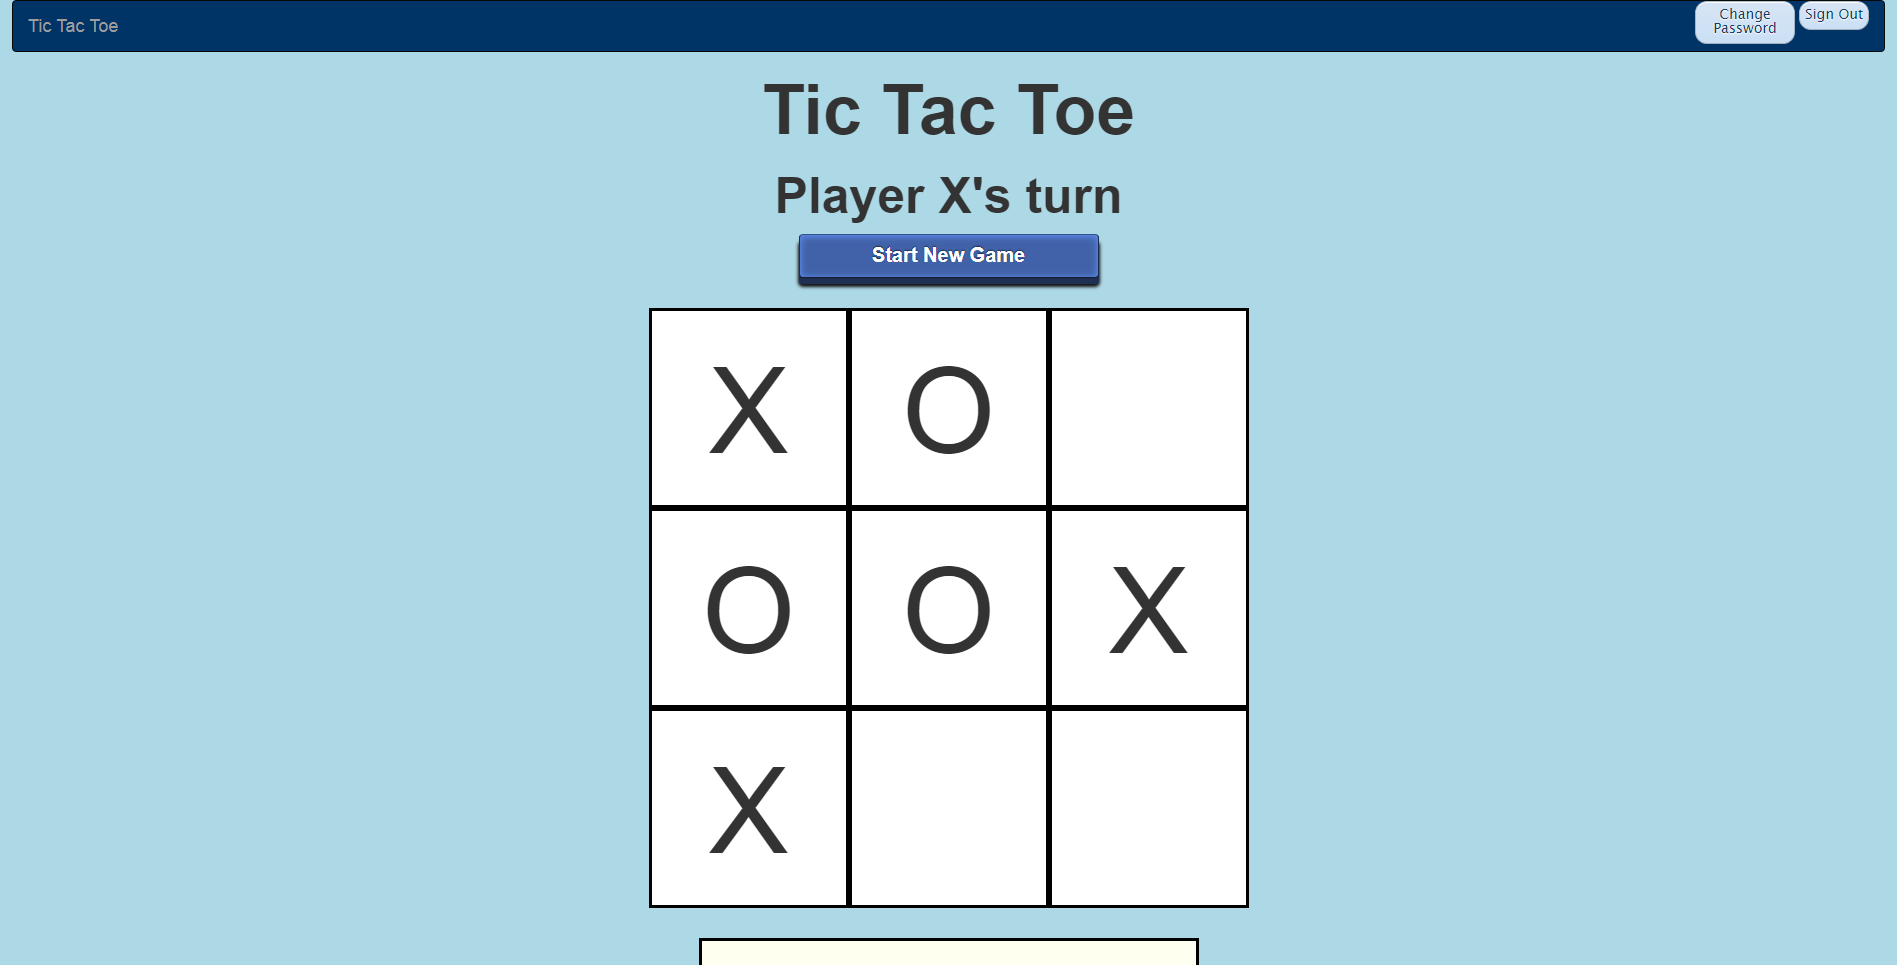 Tic Tac Toe
Change
Password
Sign Out
Tic Tac Toe
Player X's turn
Start New Game
X O
O O X
X